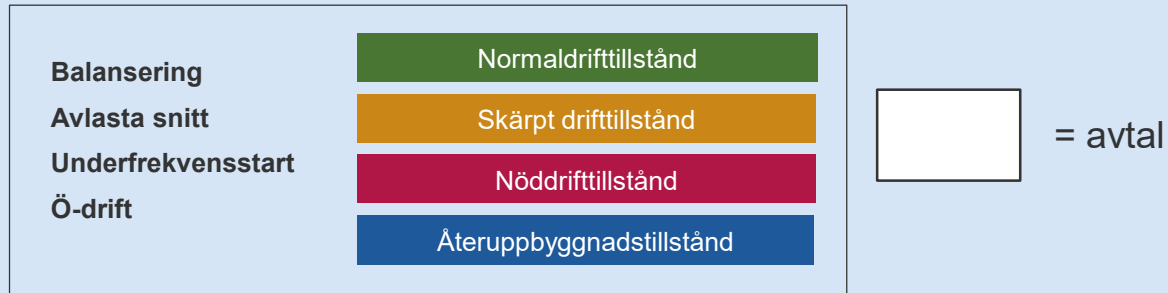 Balansering
Avlasta snitt
Underfrekvensstart
Ö-drift
Normaldrifttillstånd
Skärpt drifttillstånd
Nöddrifttillstånd
Återuppbyggnadstillstånd
= avtal